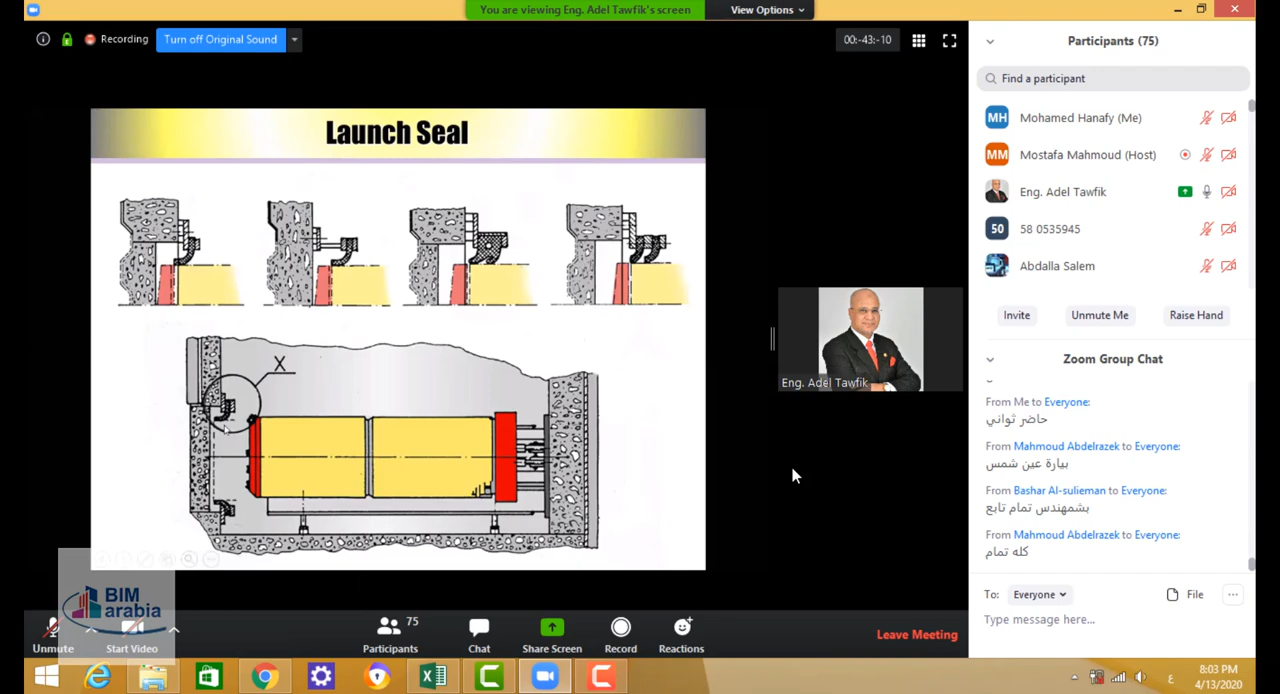 You are viewing Eng. Adel Tawfik's screen
View Options
Recording
Turn off Original Sound
00:-43:-10
Launch Seal
X
Eng. Adel Tawfik
BIM
arabia
Unmute
Start Video
Participants
75
Chat
Share Screen
Record
Reactions
Leave Meeting
Participants (75)
Find a participant
MH Mohamed Hanafy (Me)
MM Mostafa Mahmoud (Host)
Eng. Adel Tawfik
50 58 0535945
Abdalla Salem
Invite
Unmute Me
Raise Hand
Zoom Group Chat
From Me to Everyone:
حاضر ثواني
From Mahmoud Abdelrazek to Everyone:
بيارة عين شمس
From Bashar Al-sulieman to Everyone:
بشمهندس تمام تابع
From Mahmoud Abdelrazek to Everyone:
كله تمام
To: Everyone
File
Type message here...
ع
8:03 PM
4/13/2020